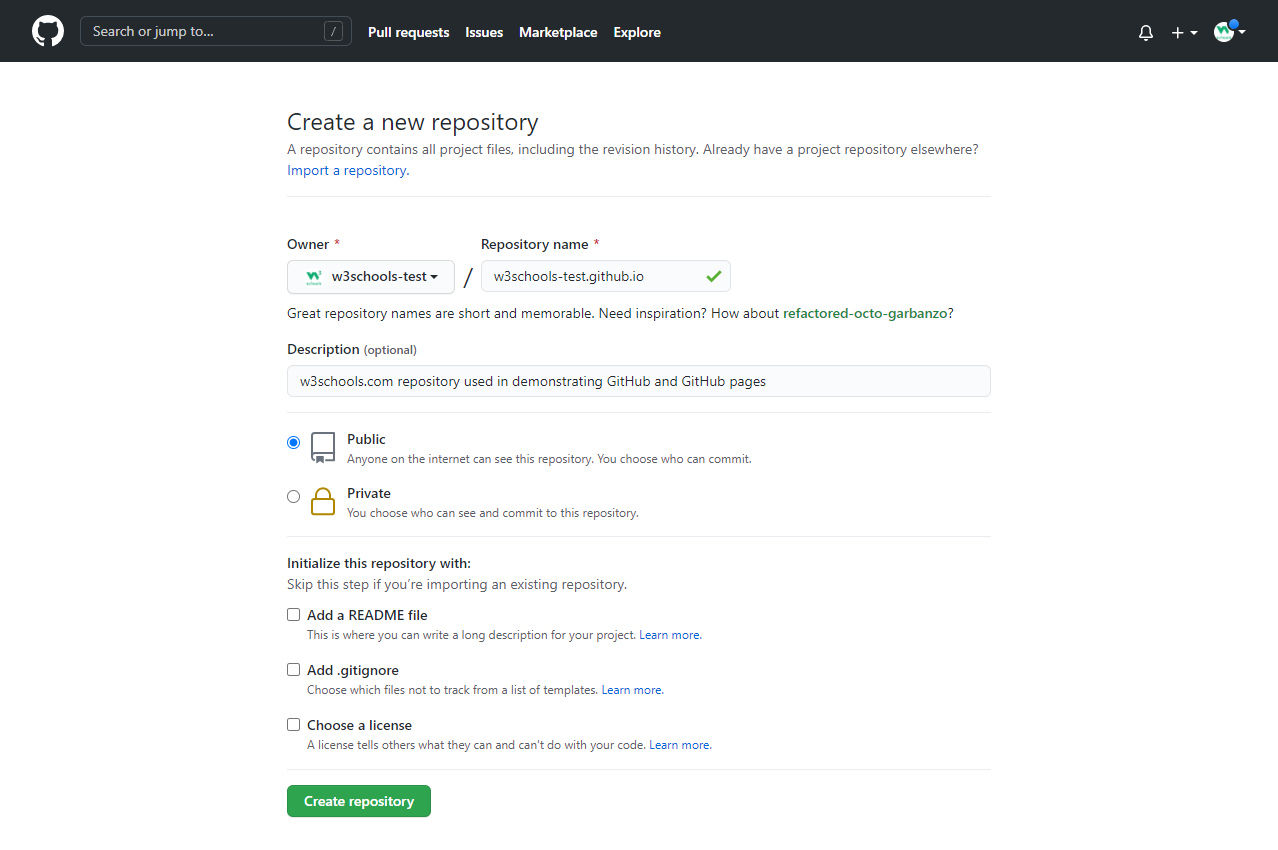 Search or jump to... /
Pull requests Issues Marketplace Explore
Create a new repository
A repository contains all project files, including the revision history. Already have a project repository elsewhere?
Import a repository.
Owner * Repository name *
w3schools-test / w3schools-test.github.io
Great repository names are short and memorable. Need inspiration? How about refactored-octo-garbanzo?
Description (optional)
w3schools.com repository used in demonstrating GitHub and GitHub pages
Public
Anyone on the internet can see this repository. You choose who can commit.
Private
You choose who can see and commit to this repository.
Initialize this repository with:
Skip this step if you’re importing an existing repository.
Add a README file
This is where you can write a long description for your project. Learn more.
Add .gitignore
Choose which files not to track from a list of templates. Learn more.
Choose a license
A license tells others what they can and can't do with your code. Learn more.
Create repository